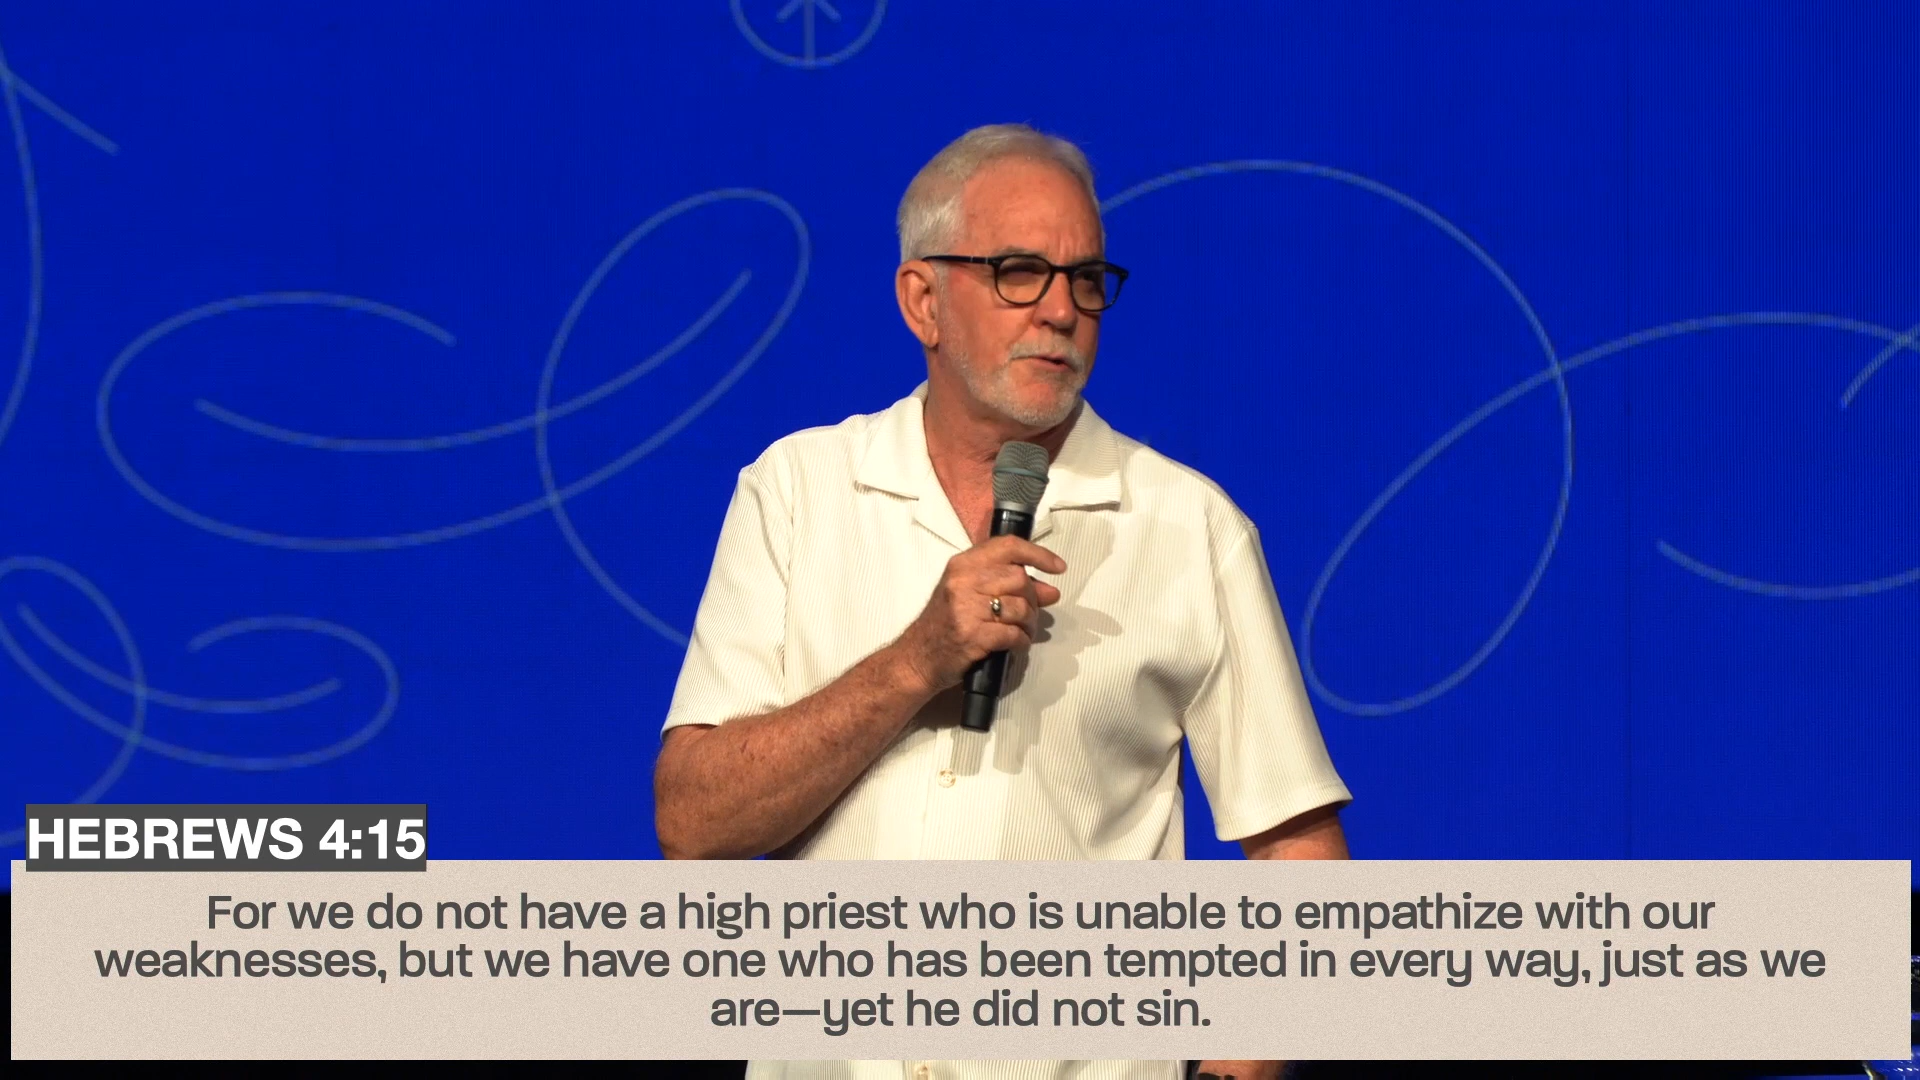 HEBREWS 4:15
For we do not have a high priest who is unable to empathize with our
weaknesses, but we have one who has been tempted in every way, just as we
are—yet he did not sin.